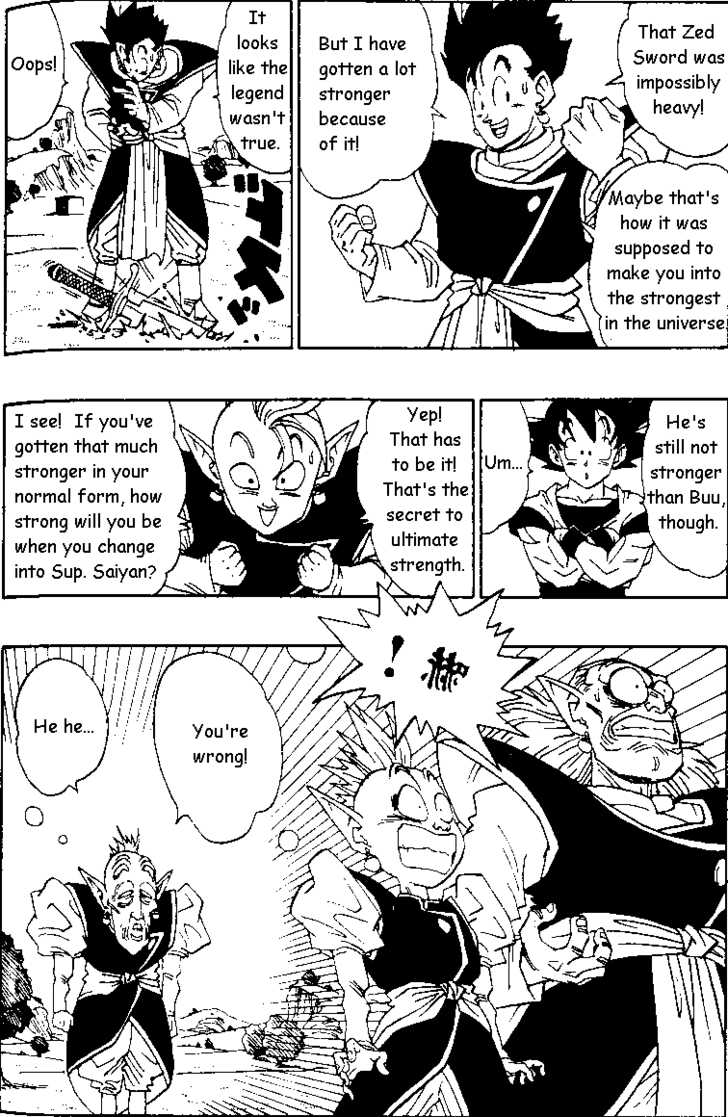 That Zed
Sword was
impossibly
heavy!
Maybe that's
how it was
supposed to
make you into
the strongest
in the universe
But I have
gotten a lot
stronger
because
of it!
It
looks
like the
legend
wasn't
true.
Oops!
He's
still not
stronger
than Buu,
though.
Um...
Yep!
That has
to be it!
That's the
secret to
ultimate
strength.
I see! If you've
gotten that much
stronger in your
normal form, how
strong will you be
when you change
into Sup. Saiyan?
!
You're
wrong!
He he...